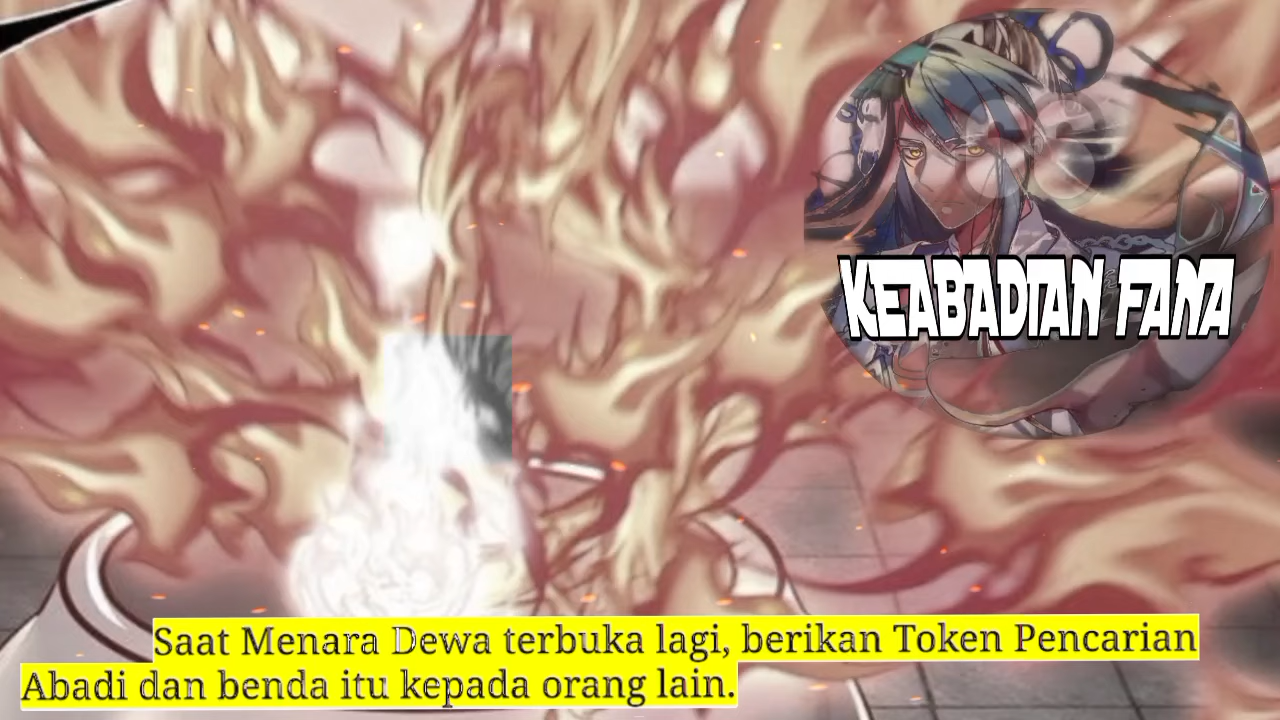 KEABADIAN FANA
Saat Menara Dewa terbuka lagi, berikan Token Pencarian
Abadi dan benda itu kepada orang lain.